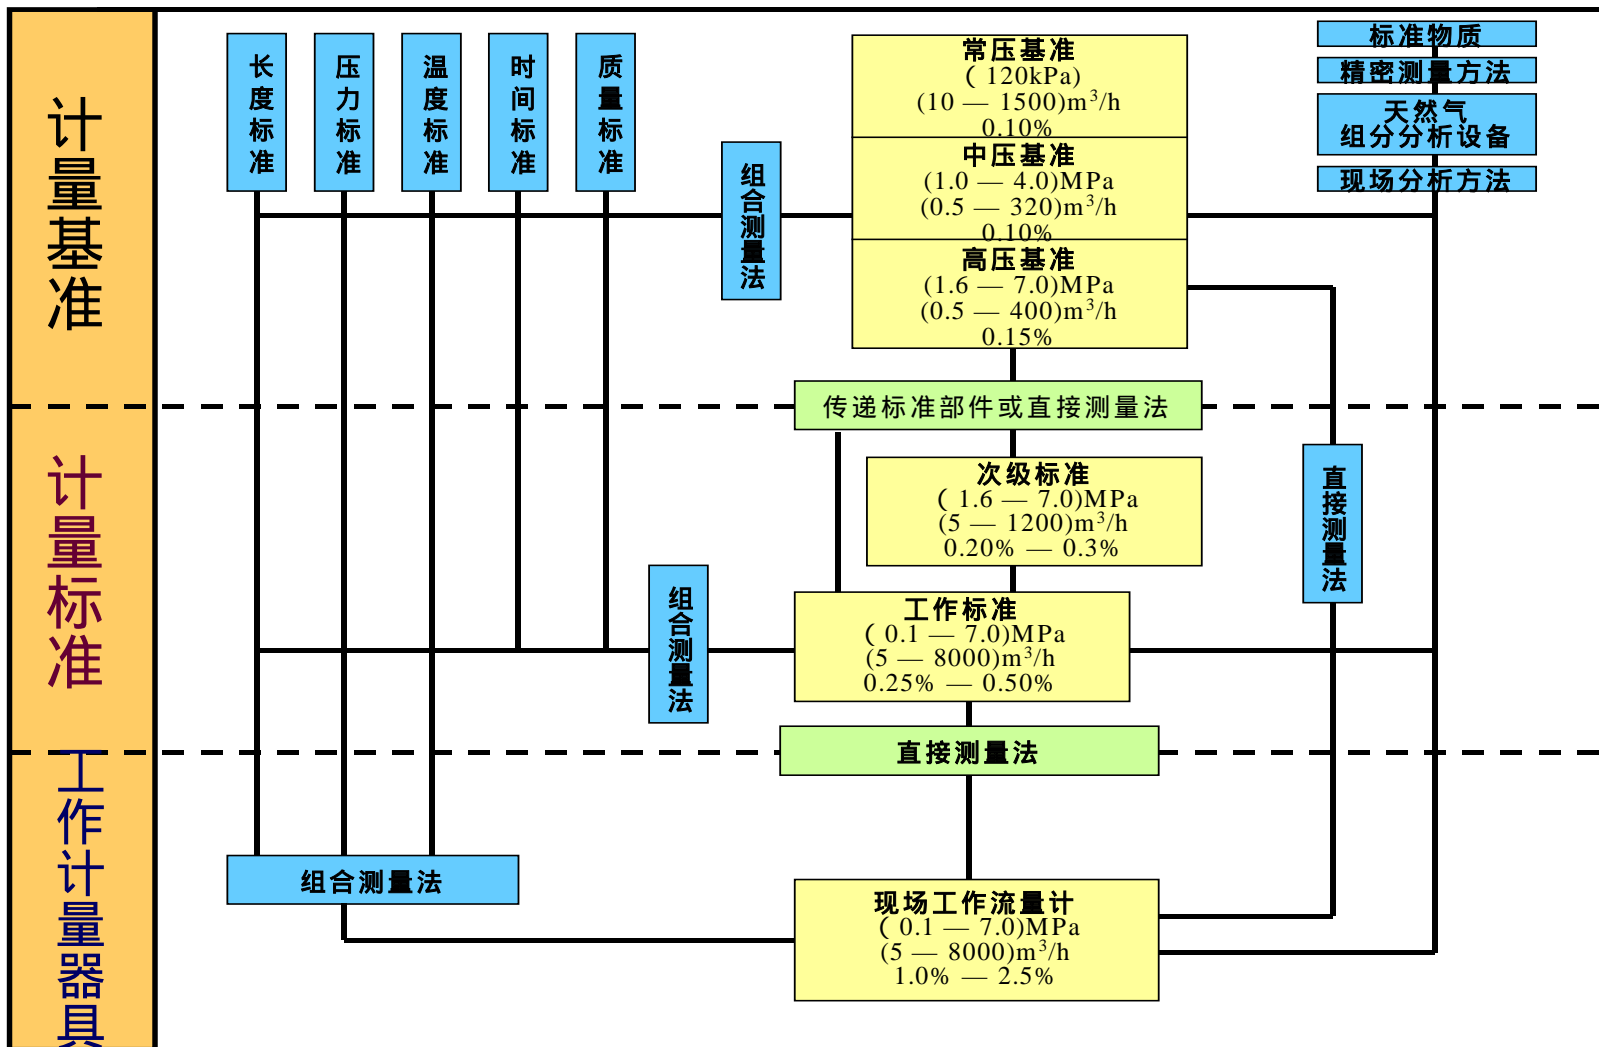 计量基准
长度标准
压力标准
温度标准
时间标准
质量标准
组合测量法
常压基准
( 120kPa)
(10 — 1500)m³/h
0.10%
中压基准
(1.0 — 4.0)MPa
(0.5 — 320)m³/h
0.10%
高压基准
(1.6 — 7.0)MPa
(0.5 — 400)m³/h
0.15%
标准物质
精密测量方法
天然气
组分分析设备
现场分析方法
传递标准部件或直接测量法
计量标准
次级标准
( 1.6 — 7.0)MPa
(5 — 1200)m³/h
0.20% — 0.3%
直接测量法
组合测量法
工作标准
( 0.1 — 7.0)MPa
(5 — 8000)m³/h
0.25% — 0.50%
直接测量法
工作计量器具
组合测量法
现场工作流量计
( 0.1 — 7.0)MPa
(5 — 8000)m³/h
1.0% — 2.5%